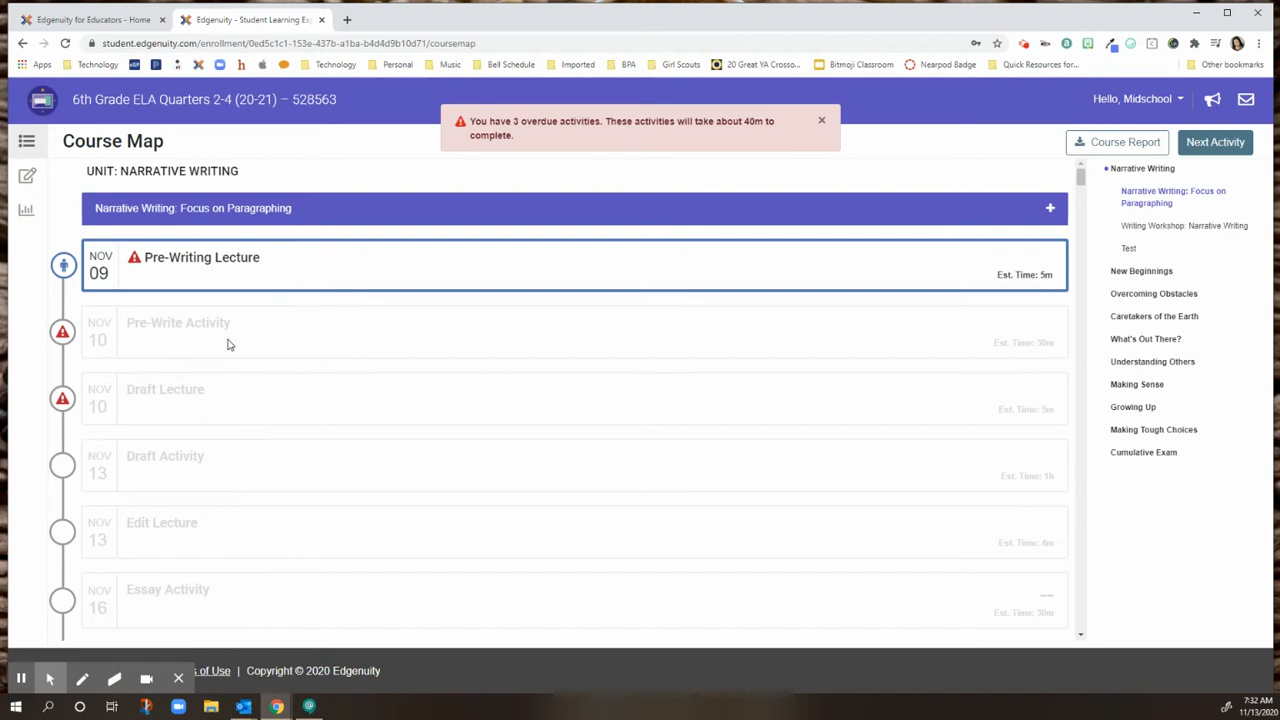 Edgenuity for Educators - Home
Edgenuity - Student Learning Exp
student.edgenuity.com/enrollment/0ed5c1c1-153e-437b-a1ba-b4d4d9b10d71/coursemap
Apps
Technology
Technology
Personal
Music
Bell Schedule
Imported
BPA
Girl Scouts
20 Great YA Crosso...
Bitmoji Classroom
Nearpod Badge
Quick Resources for...
Other bookmarks
6th Grade ELA Quarters 2-4 (20-21) – 528563
Hello, Midschool
You have 3 overdue activities. These activities will take about 40m to
complete.
Course Map
Course Report
Next Activity
UNIT: NARRATIVE WRITING
Narrative Writing: Focus on Paragraphing
NOV
09
Pre-Writing Lecture
Est. Time: 5m
NOV
10
Pre-Write Activity
Est. Time: 30m
NOV
10
Draft Lecture
Est. Time: 5m
NOV
13
Draft Activity
Est. Time: 1h
NOV
13
Edit Lecture
Est. Time: 4m
NOV
16
Essay Activity
--
Est. Time: 30m
Narrative Writing
Narrative Writing: Focus on
Paragraphing
Writing Workshop: Narrative Writing
Test
New Beginnings
Overcoming Obstacles
Caretakers of the Earth
What's Out There?
Understanding Others
Making Sense
Growing Up
Making Tough Choices
Cumulative Exam
s of Use | Copyright © 2020 Edgenuity
7:32 AM
11/13/2020